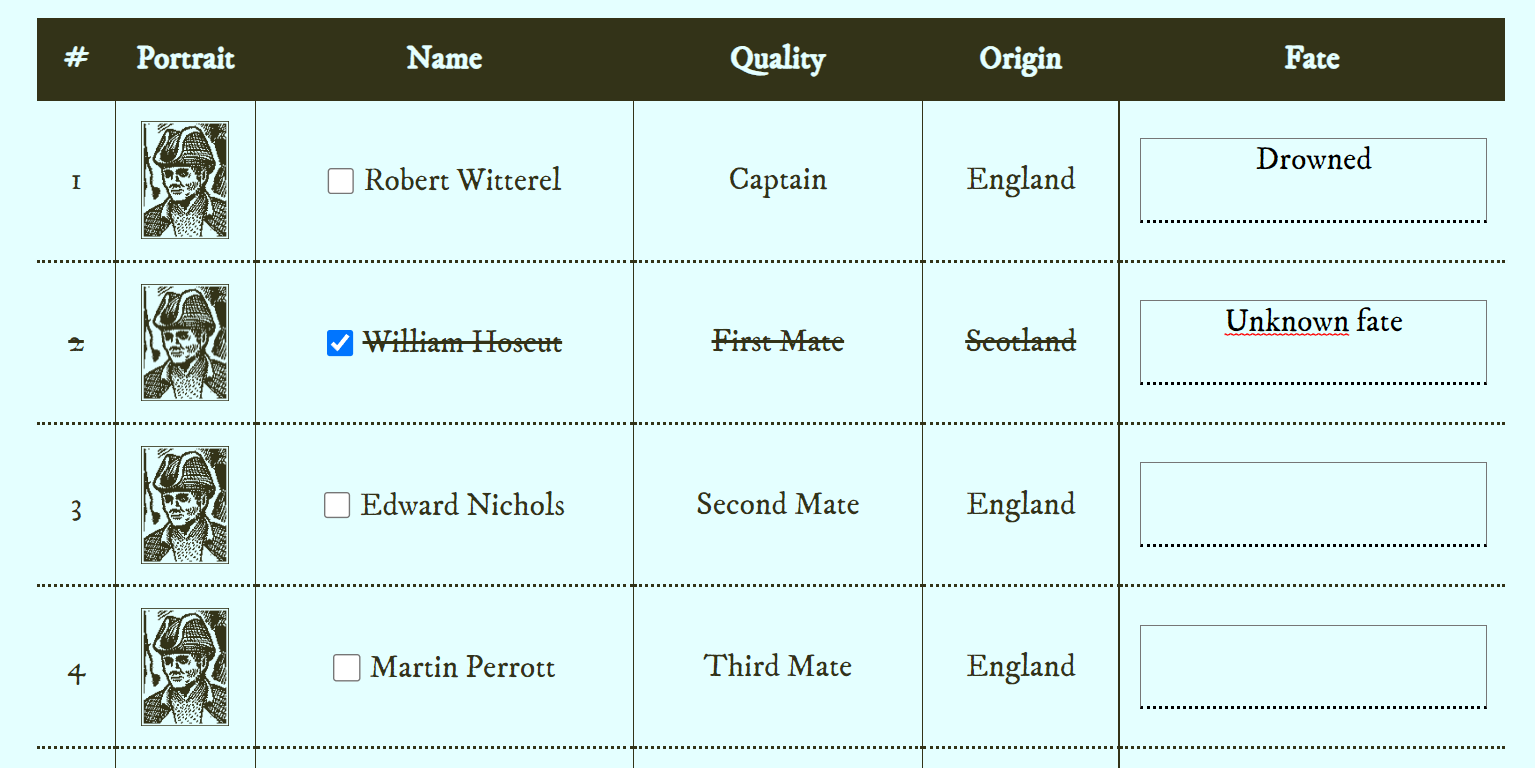 # Portrait Name Quality Origin Fate
1 Robert Witterel Captain England Drowned
2 William Hoscut First Mate Scotland Unknown fate
3 Edward Nichols Second Mate England
4 Martin Perrott Third Mate England